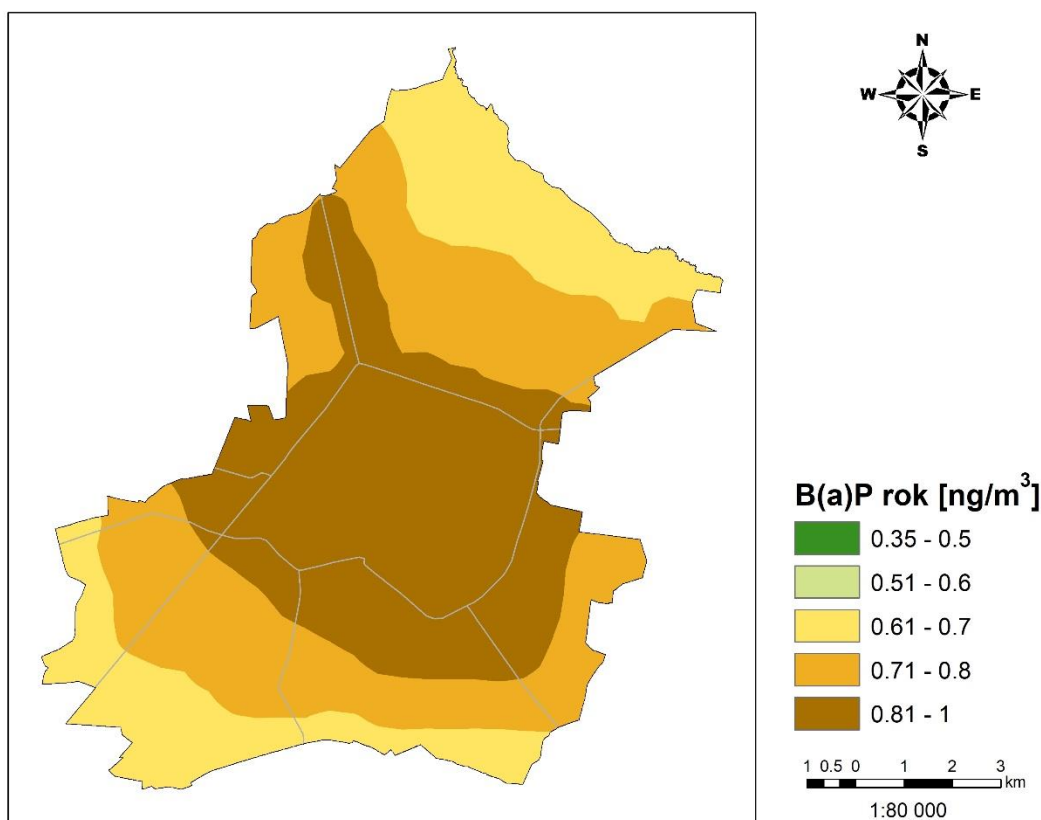 N
W E
S
B(a)P rok [ng/m³]
0.35 - 0.5
0.51 - 0.6
0.61 - 0.7
0.71 - 0.8
0.81 - 1
1 0.5 0 1 2 3
km
1:80 000